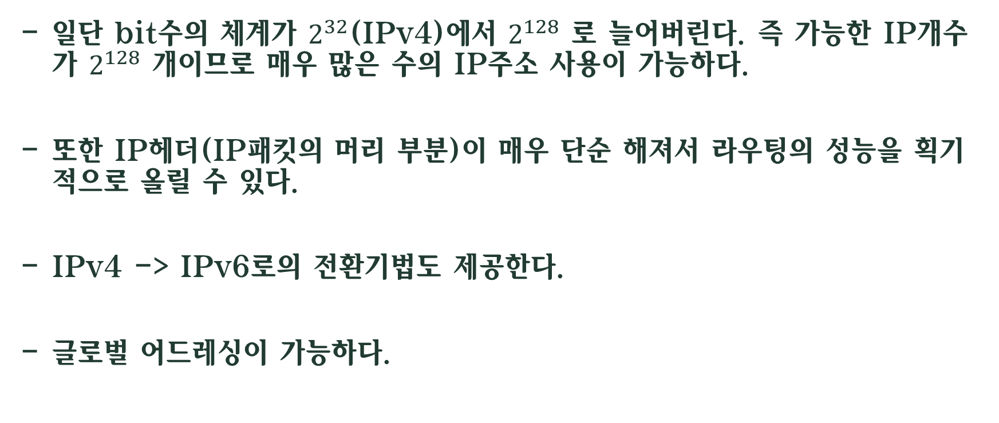 - 일단 bit수의 체계가 2³²(IPv4)에서 2¹²⁸ 로 늘어버린다. 즉 가능한 IP개수
가 2¹²⁸ 개이므로 매우 많은 수의 IP주소 사용이 가능하다.
- 또한 IP헤더(IP패킷의 머리 부분)이 매우 단순 해져서 라우팅의 성능을 획기
적으로 올릴 수 있다.
- IPv4 -> IPv6로의 전환기법도 제공한다.
- 글로벌 어드레싱이 가능하다.